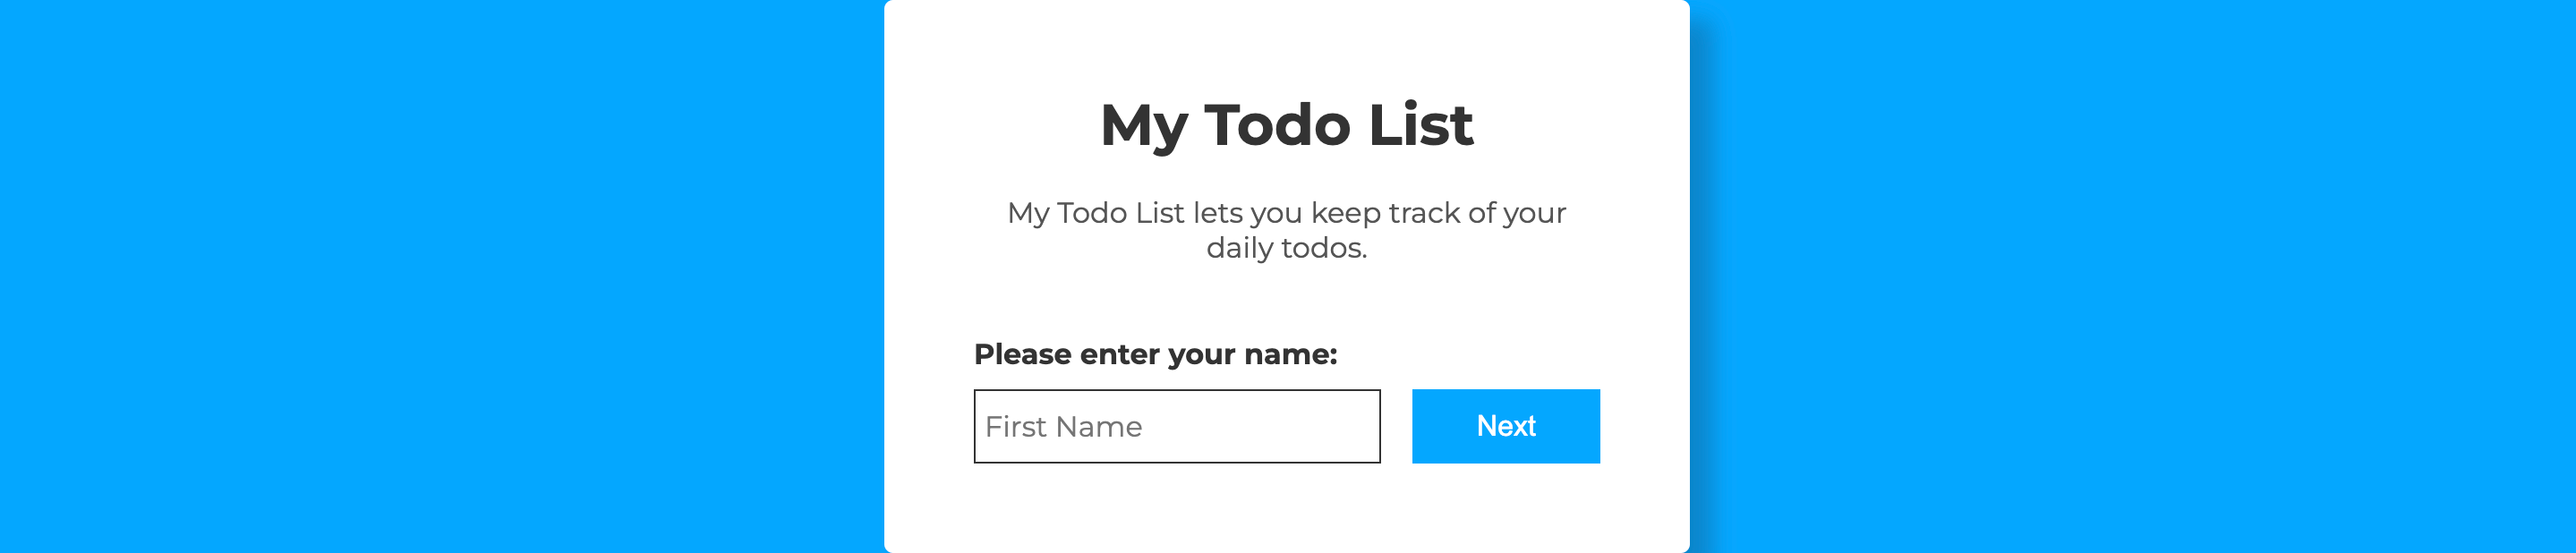 My Todo List
My Todo List lets you keep track of your
daily todos.
Please enter your name:
First Name
Next